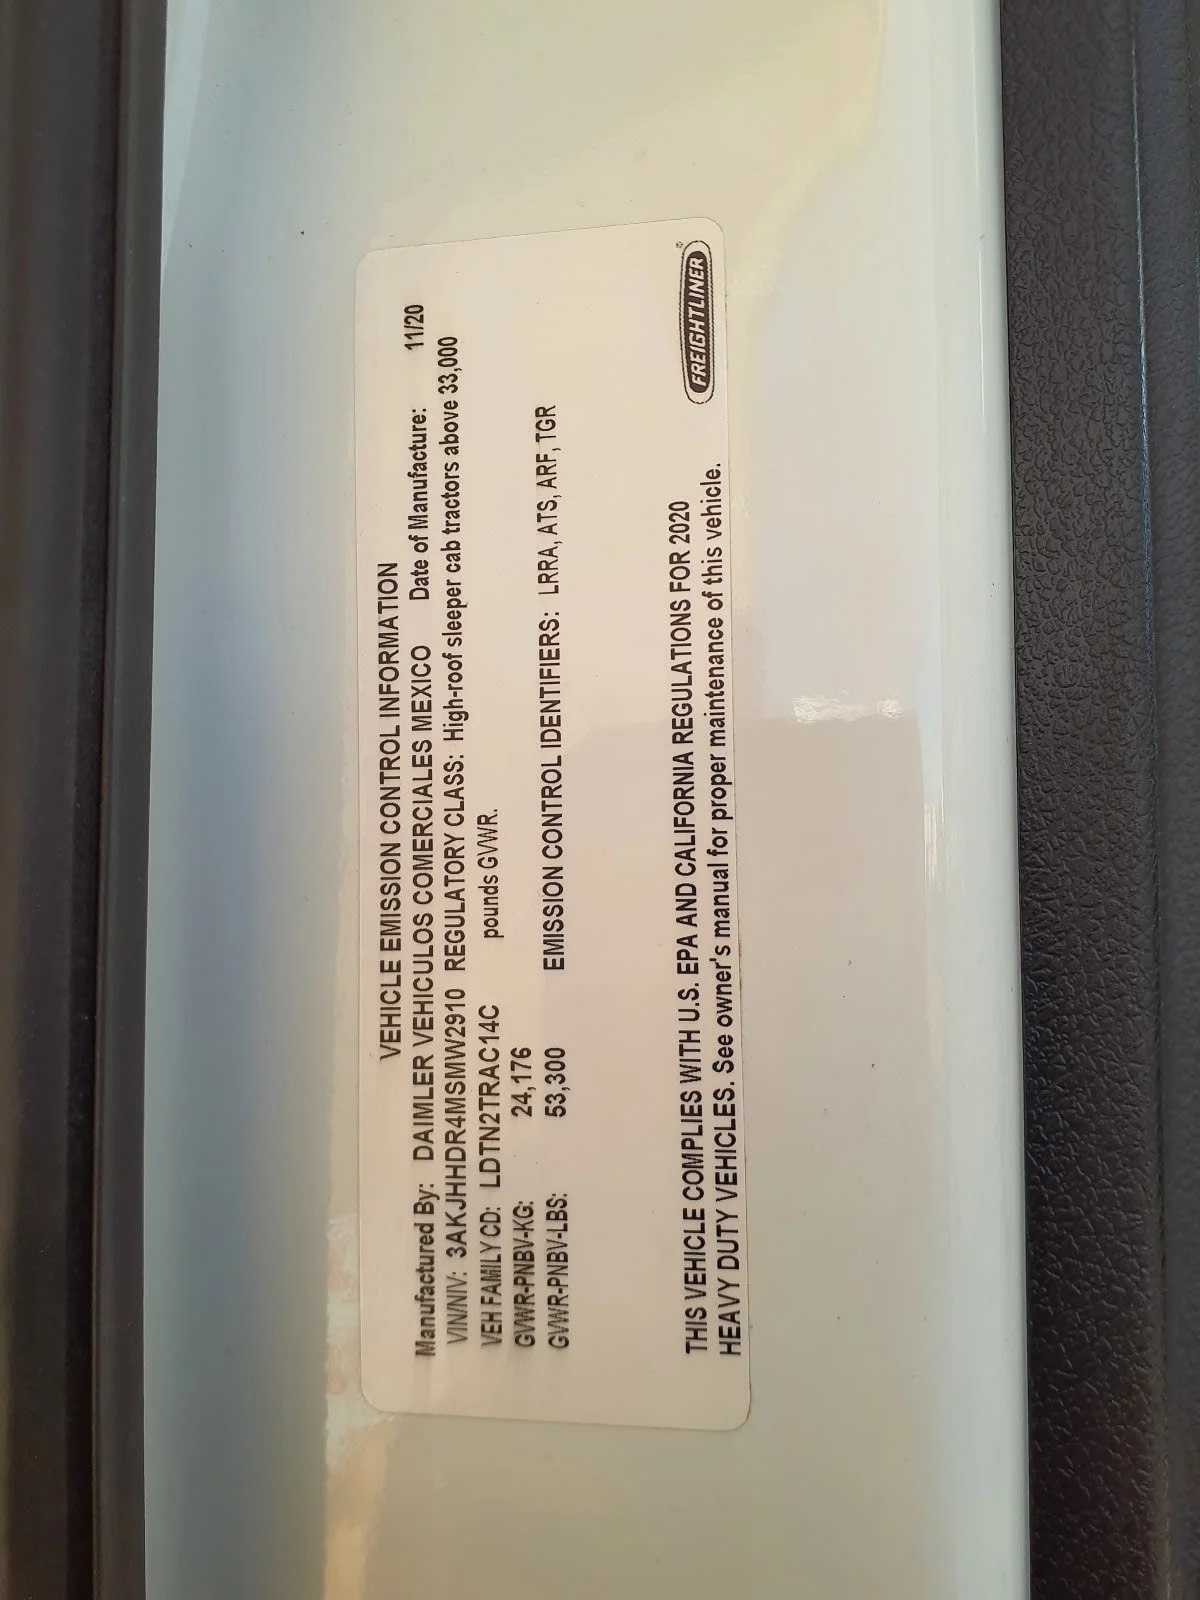 VEHICLE EMISSION CONTROL INFORMATION
Manufactured By: DAIMLER VEHICULOS COMERCIALES MEXICO Date of Manufacture: 11/20
VIN/NIV: 3AKJHHDR4MSMW2910 REGULATORY CLASS: High-roof sleeper cab tractors above 33,000
VEH FAMILY CD: LDTN2TRAC14C pounds GVWR.
GVWR-PNBV-KG: 24,176
GVWR-PNBV-LBS: 53,300 EMISSION CONTROL IDENTIFIERS: LRRA, ATS, ARF, TGR
THIS VEHICLE COMPLIES WITH U.S. EPA AND CALIFORNIA REGULATIONS FOR 2020
HEAVY DUTY VEHICLES. See owner's manual for proper maintenance of this vehicle.
FREIGHTLINER®